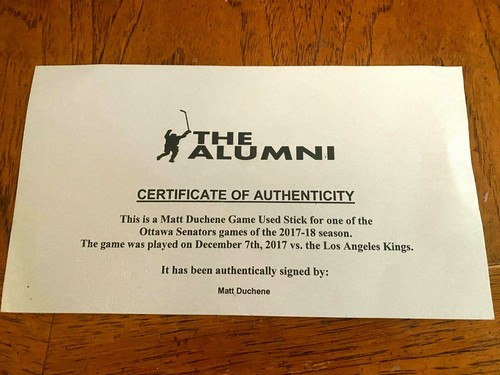 THE
ALUMNI
CERTIFICATE OF AUTHENTICITY
This is a Matt Duchene Game Used Stick for one of the
Ottawa Senators games of the 2017-18 season.
The game was played on December 7th, 2017 vs. the Los Angeles Kings.
It has been authentically signed by:
Matt Duchene